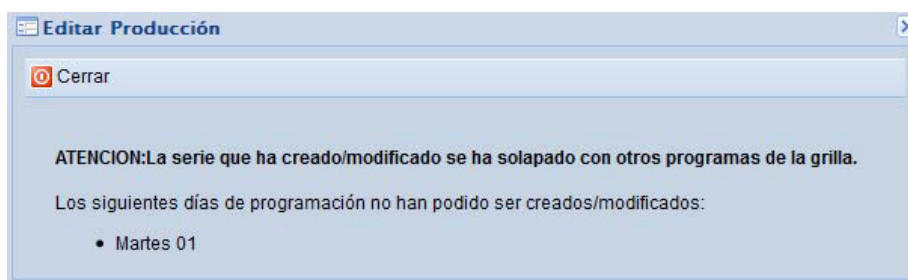 Editar Producción
Cerrar
ATENCION:La serie que ha creado/modificado se ha solapado con otros programas de la grilla.
Los siguientes días de programación no han podido ser creados/modificados:
• Martes 01